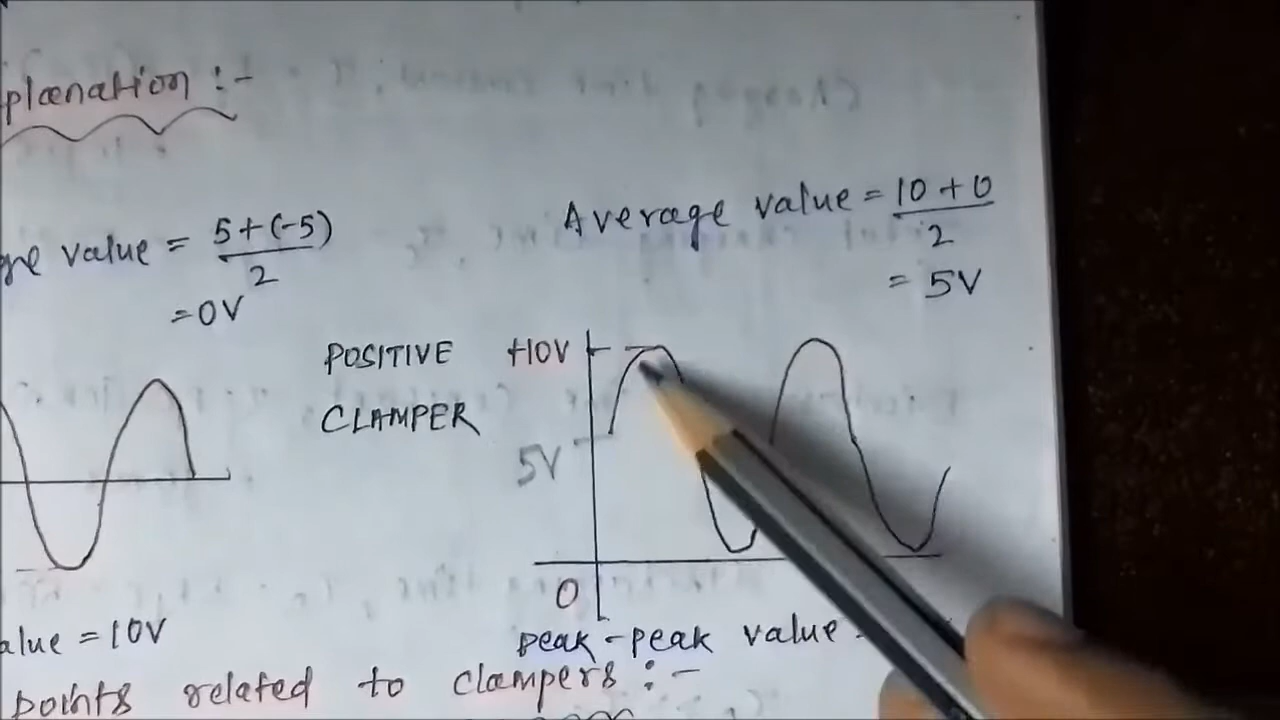 planation :-
ge value = 5+(-5)
2
=0V
Average value = 10+0
2
= 5V
POSITIVE
CLAMPER
+10V
5V
0
alue = 10V
peak-peak value
points related to clampers :-